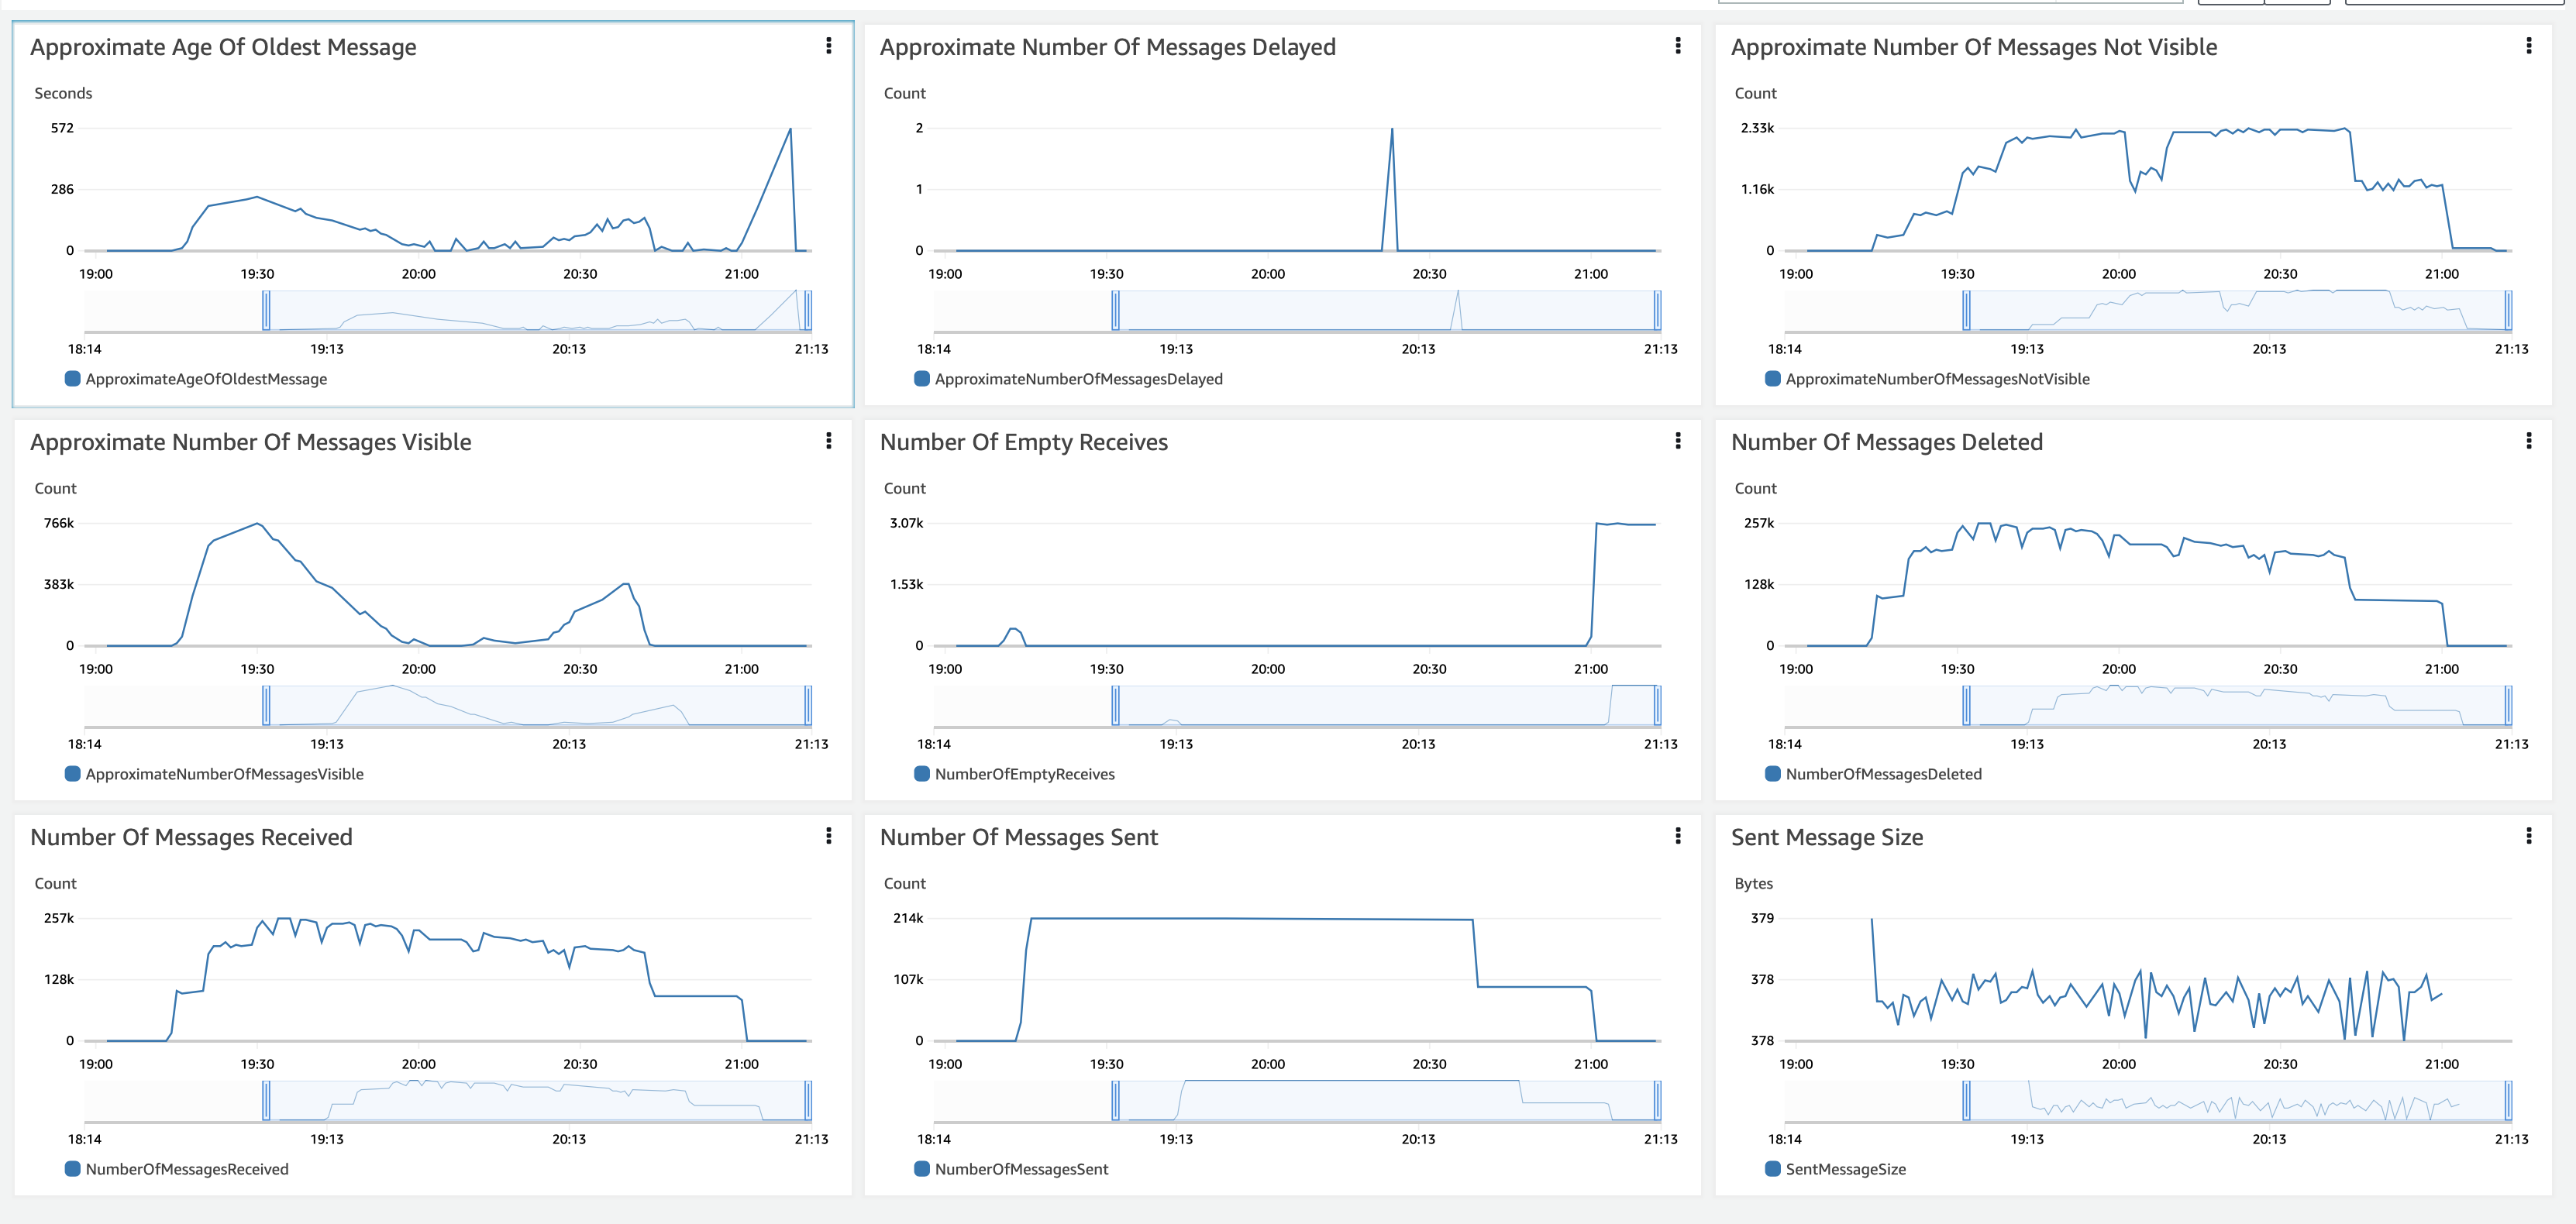 Approximate Age Of Oldest Message
Seconds
572
286
0
19:00 19:30 20:00 20:30 21:00
18:14 19:13 20:13 21:13
ApproximateAgeOfOldestMessage
Approximate Number Of Messages Delayed
Count
2
1
0
19:00 19:30 20:00 20:30 21:00
18:14 19:13 20:13 21:13
ApproximateNumberOfMessagesDelayed
Approximate Number Of Messages Not Visible
Count
2.33k
1.16k
0
19:00 19:30 20:00 20:30 21:00
18:14 19:13 20:13 21:13
ApproximateNumberOfMessagesNotVisible
Approximate Number Of Messages Visible
Count
766k
383k
0
19:00 19:30 20:00 20:30 21:00
18:14 19:13 20:13 21:13
ApproximateNumberOfMessagesVisible
Number Of Empty Receives
Count
3.07k
1.53k
0
19:00 19:30 20:00 20:30 21:00
18:14 19:13 20:13 21:13
NumberOfEmptyReceives
Number Of Messages Deleted
Count
257k
128k
0
19:00 19:30 20:00 20:30 21:00
18:14 19:13 20:13 21:13
NumberOfMessagesDeleted
Number Of Messages Received
Count
257k
128k
0
19:00 19:30 20:00 20:30 21:00
18:14 19:13 20:13 21:13
NumberOfMessagesReceived
Number Of Messages Sent
Count
214k
107k
0
19:00 19:30 20:00 20:30 21:00
18:14 19:13 20:13 21:13
NumberOfMessagesSent
Sent Message Size
Bytes
379
378
378
19:00 19:30 20:00 20:30 21:00
18:14 19:13 20:13 21:13
SentMessageSize